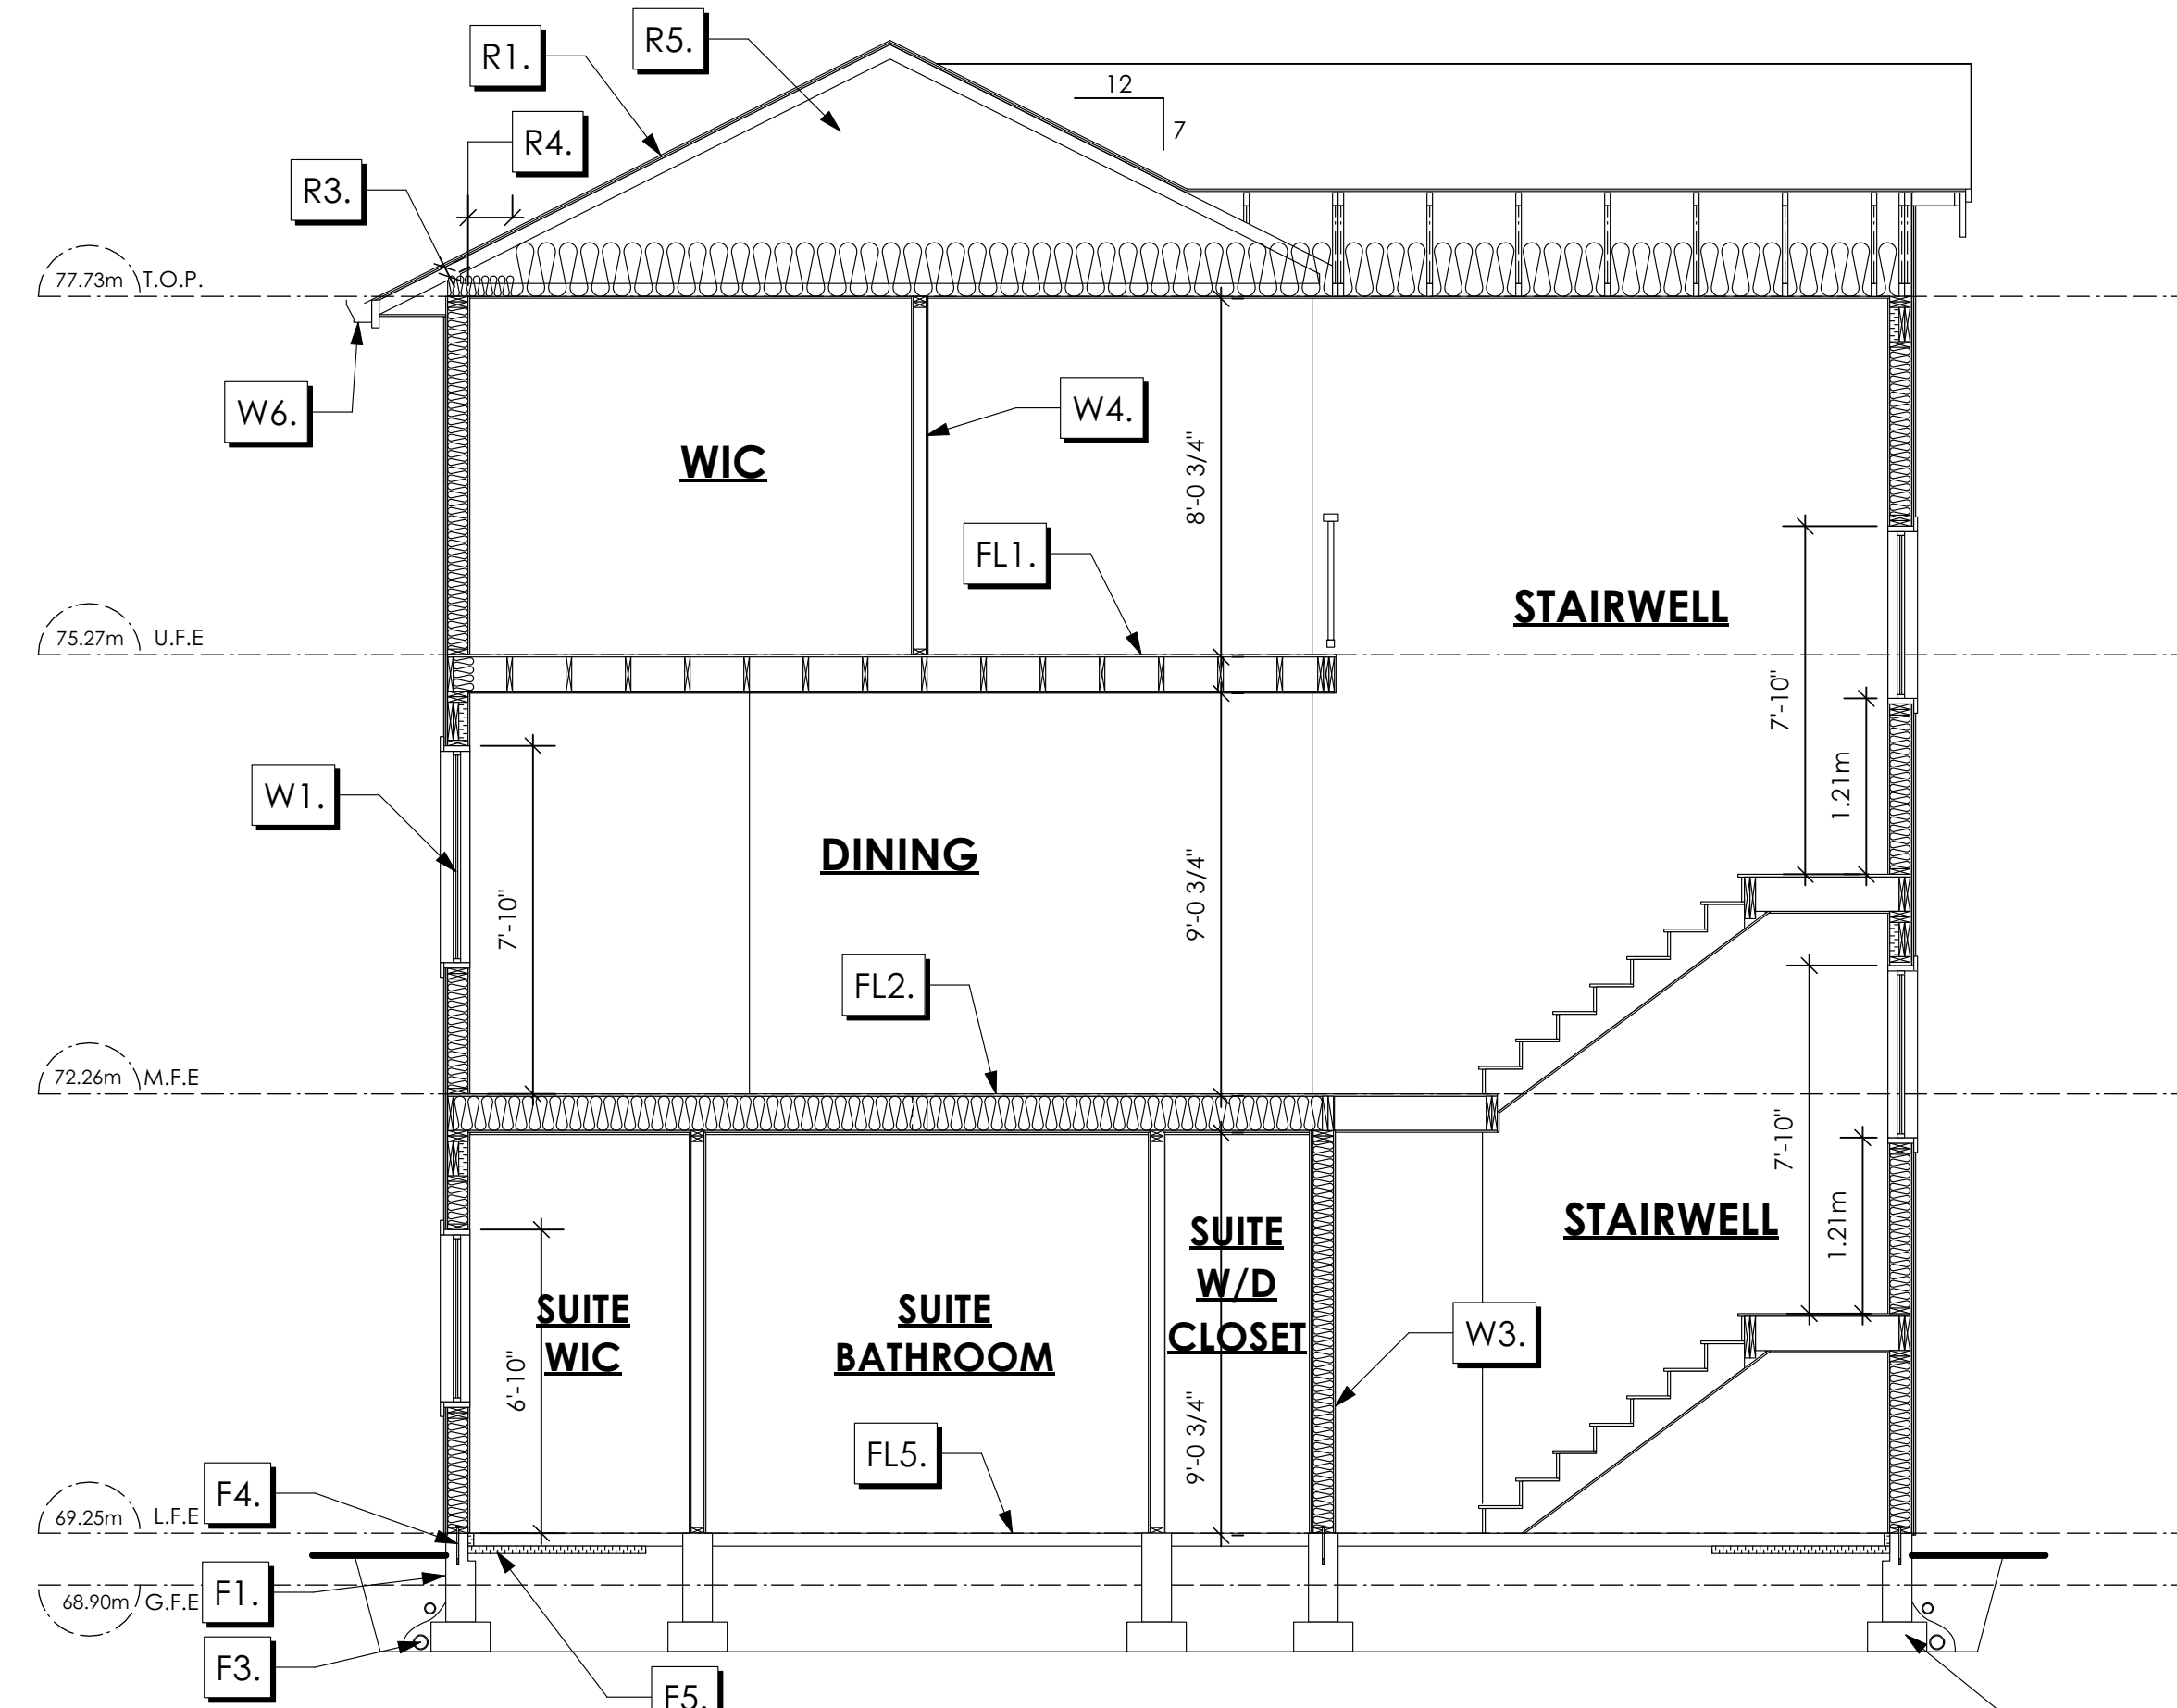 R5.
R1.
12
7
R4.
R3.
77.73m T.O.P.
W6.
W4.
WIC
8'-0 3/4"
FL1.
STAIRWELL
75.27m U.F.E
7'-10"
W1.
1.21m
DINING
7'-10"
9'-0 3/4"
FL2.
72.26m M.F.E
7'-10"
STAIRWELL
1.21m
SUITE
W/D
CLOSET
SUITE
WIC
SUITE
BATHROOM
W3.
6'-10"
9'-0 3/4"
FL5.
F4.
69.25m L.F.E
F1.
68.90m G.F.E
F3.
F5.